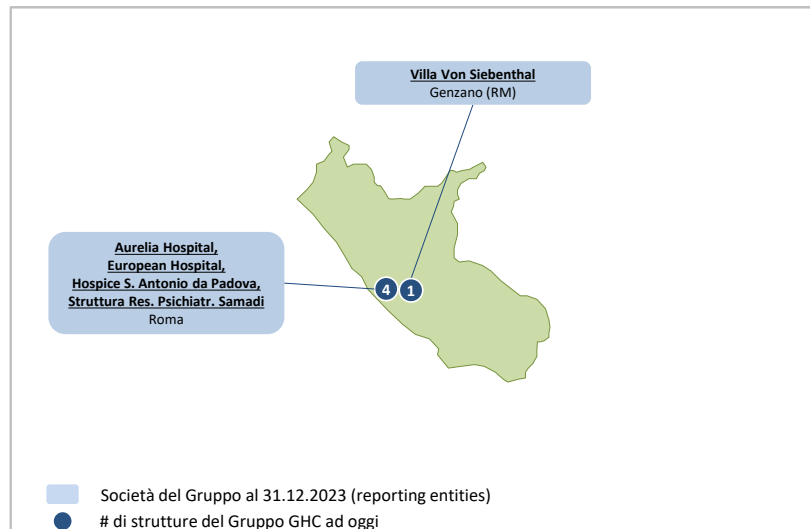 Villa Von Siebenthal
Genzano (RM)
Aurelia Hospital,
European Hospital,
Hospice S. Antonio da Padova,
Struttura Res. Psichiatr. Samadi
Roma
4
1
Società del Gruppo al 31.12.2023 (reporting entities)
# di strutture del Gruppo GHC ad oggi